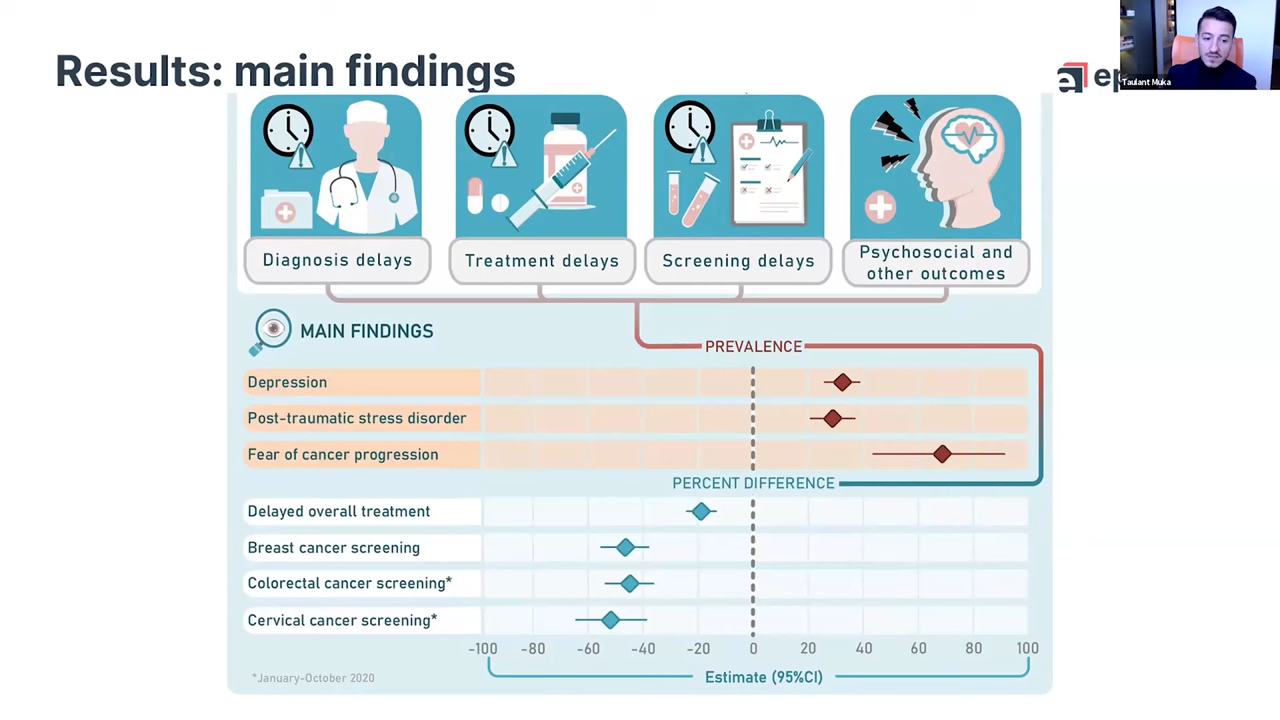 Results: main findings
Taulant Muka
Diagnosis delays
Treatment delays
Screening delays
Psychosocial and
other outcomes
MAIN FINDINGS
PREVALENCE
Depression
Post-traumatic stress disorder
Fear of cancer progression
PERCENT DIFFERENCE
Delayed overall treatment
Breast cancer screening
Colorectal cancer screening*
Cervical cancer screening*
-100 -80 -60 -40 -20 0 20 40 60 80 100
*January-October 2020
Estimate (95%CI)